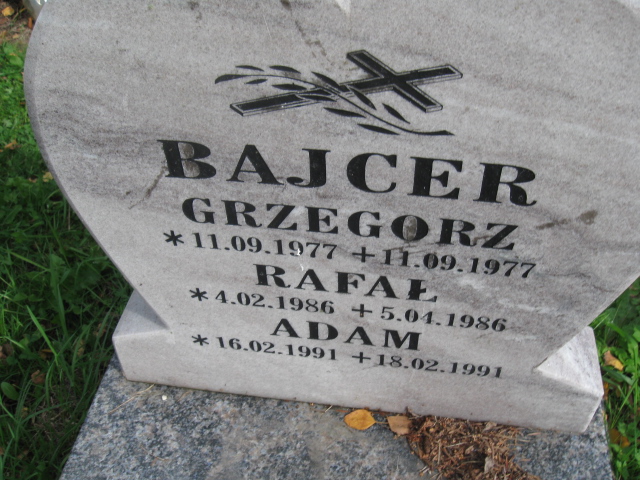 BAJCER
GRZEGORZ
*11.09.1977 +11.09.1977
RAFAŁ
*4.02.1986 +5.04.1986
ADAM
*16.02.1991 +18.02.1991